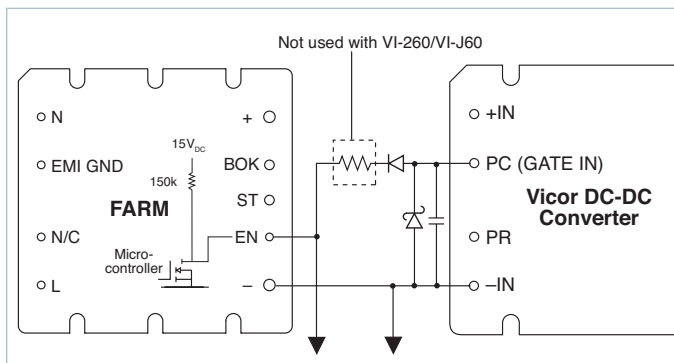 Not used with VI-260/VI-J60
N
EMI GND
N/C
L
15VDC
150k
FARM
Micro-
controller
+
BOK
ST
EN
–
+IN
PC (GATE IN)
Vicor DC-DC
Converter
PR
–IN